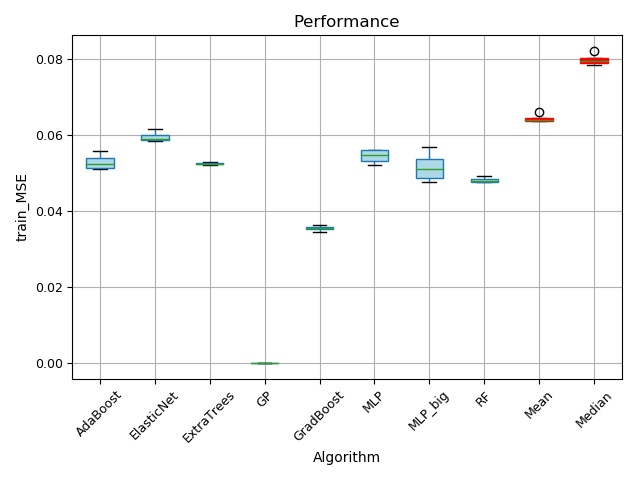 Performance
train_MSE
0.08
0.06
0.04
0.02
0.00
AdaBoost
ElasticNet
ExtraTrees
GP
GradBoost
MLP
MLP_big
RF
Mean
Median
Algorithm